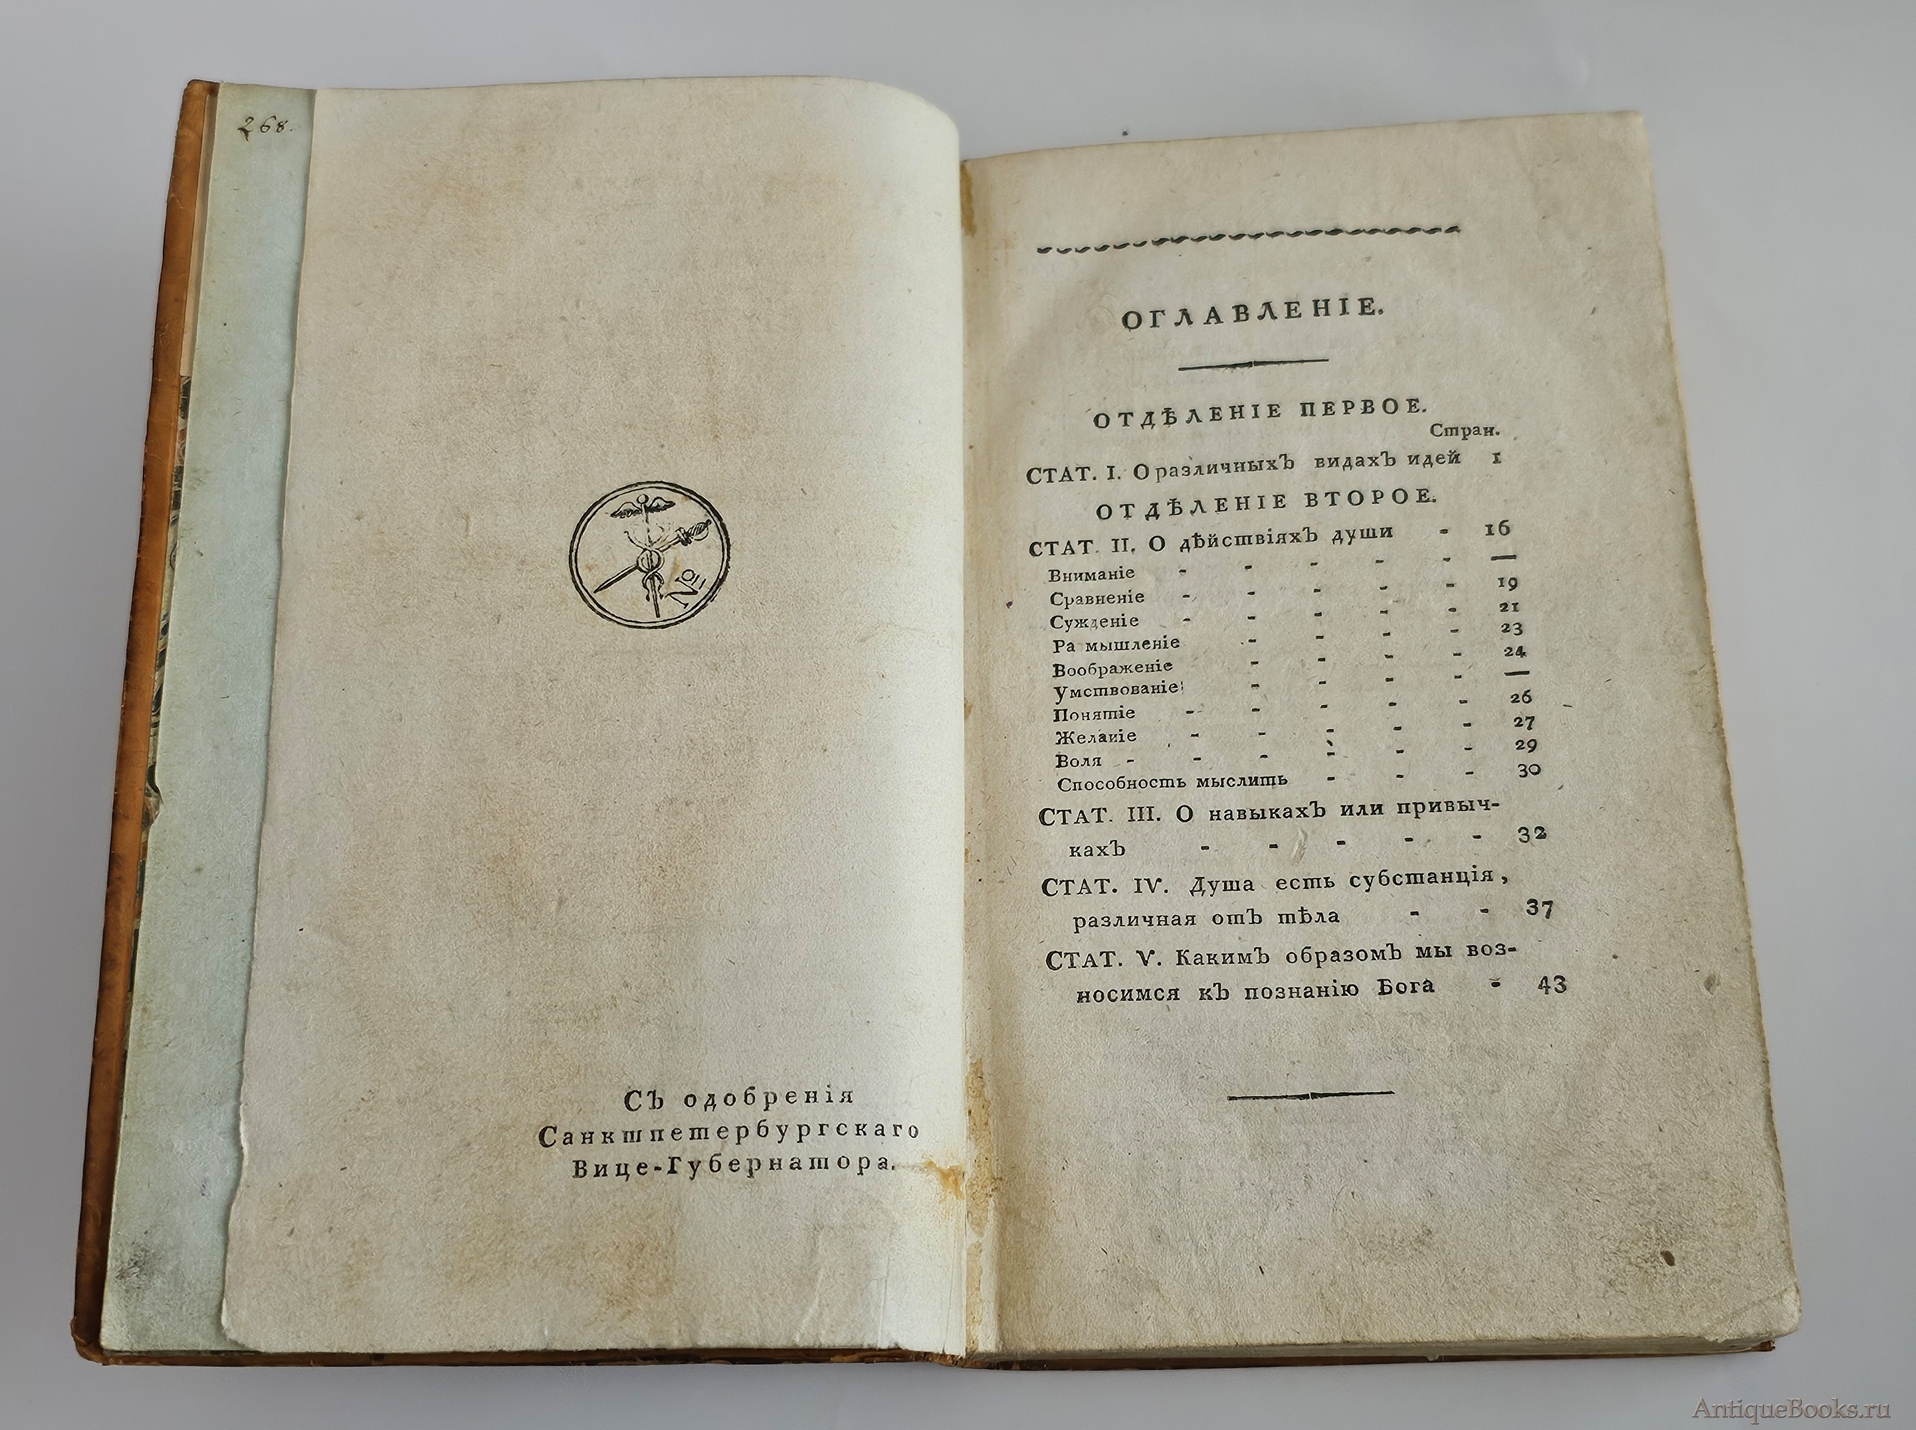 268.
№
Съ одобренія
Санктпетербургскаго
Вице-Губернатора.
ОГЛАВЛЕНІЕ.
ОТДѢЛЕНІЕ ПЕРВОЕ.
Стран.
СТАТ. I. О различныхъ видахъ идей 1
ОТДѢЛЕНІЕ ВТОРОЕ.
СТАТ. II. О дѣйствіяхъ души - 16
Вниманіе - - - - - —
Сравненіе - - - - - 19
Сужденіе - - - - - 21
Ра мышленіе - - - - 23
Воображеніе - - - - 24
Умствованіе - - - - —
Понятіе - - - - - 26
Желаніе - - - - - 27
Воля - - - - - - 29
Способность мыслить - - - 30
СТАТ. III. О навыкахъ или привыч-
кахъ - - - - - 32
СТАТ. IV. Душа есть субстанція,
различная отъ тѣла - - 37
СТАТ. V. Какимъ образомъ мы воз-
носимся къ познанію Бога - 43
AntiqueBooks.ru